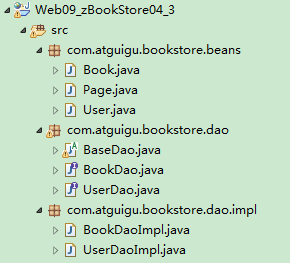 Web09_zBookStore04_3
src
com.atguigu.bookstore.beans
Book.java
Page.java
User.java
com.atguigu.bookstore.dao
BaseDao.java
BookDao.java
UserDao.java
com.atguigu.bookstore.dao.impl
BookDaoImpl.java
UserDaoImpl.java